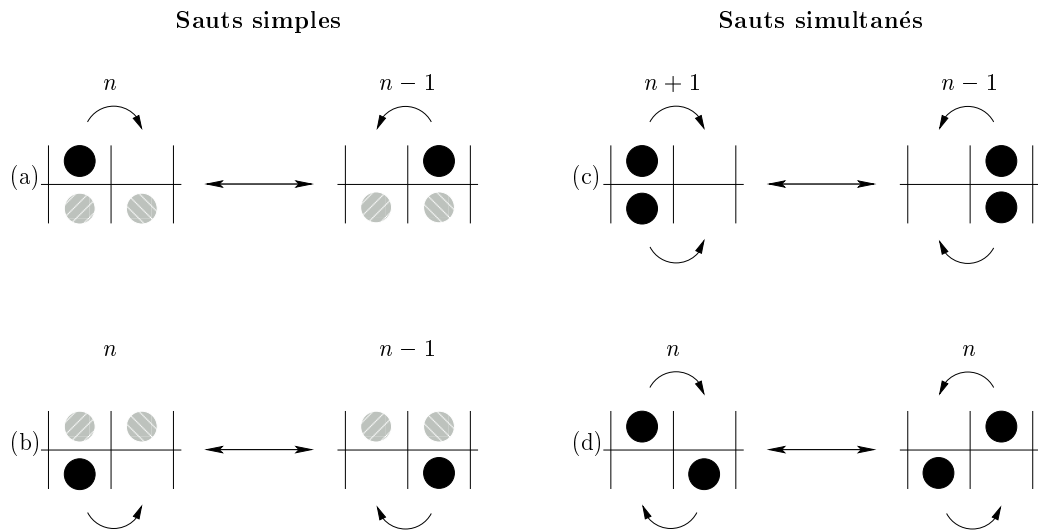 Sauts simples
Sauts simultanés
n
n − 1
n + 1
n − 1
(a)
(c)
n
n − 1
n
n
(b)
(d)